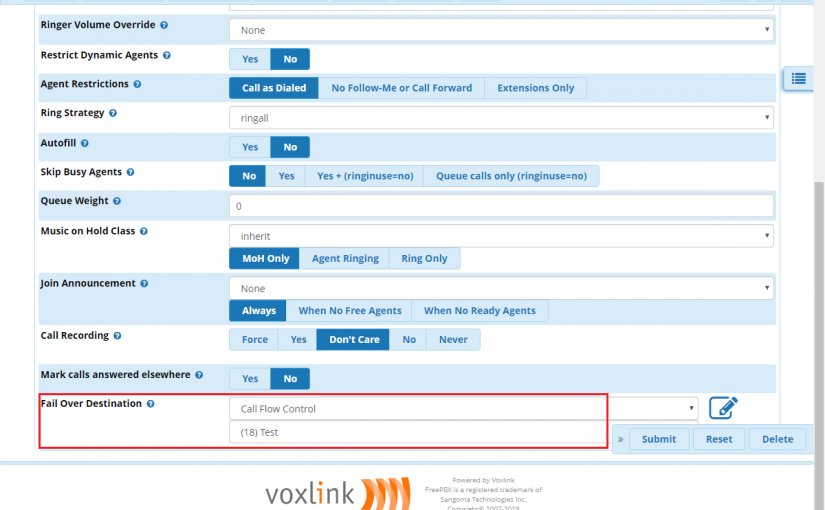 Ringer Volume Override
None
Restrict Dynamic Agents
Yes No
Agent Restrictions
Call as Dialed No Follow-Me or Call Forward Extensions Only
Ring Strategy
ringall
Autofill
Yes No
Skip Busy Agents
No Yes Yes + (ringinuse=no) Queue calls only (ringinuse=no)
Queue Weight
0
Music on Hold Class
inherit
MoH Only Agent Ringing Ring Only
Join Announcement
None
Always When No Free Agents When No Ready Agents
Call Recording
Force Yes Don't Care No Never
Mark calls answered elsewhere
Yes No
Fail Over Destination
Call Flow Control
(18) Test
» Submit Reset Delete
voxlink
Powered by Voxlink
FreePBX is a registered trademark of
Sangoma Technologies Inc.
Copyright© 2007-2019